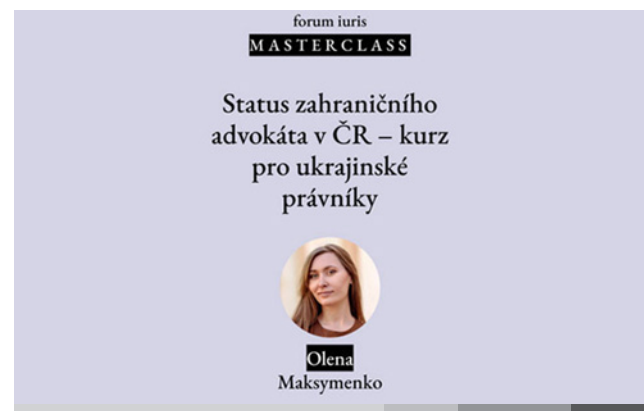 forum iuris
MASTERCLASS
Status zahraničního
advokáta v ČR – kurz
pro ukrajinské
právníky
Olena
Maksymenko